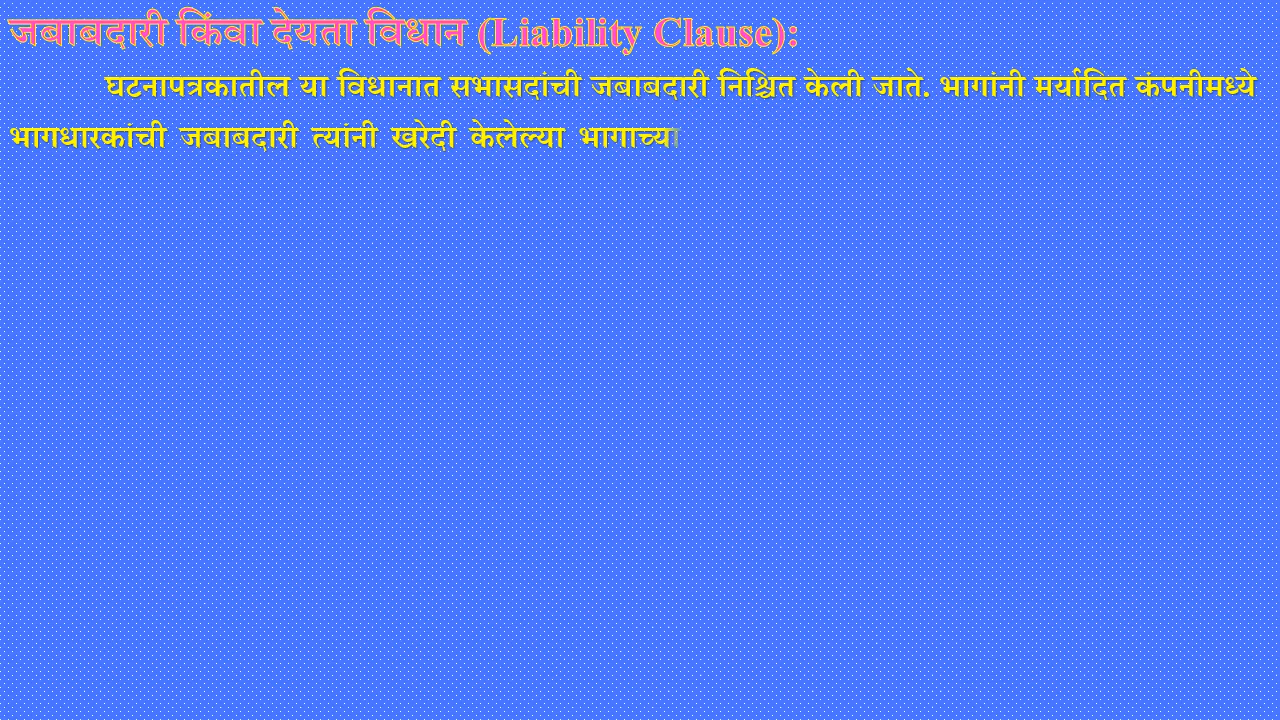 जबाबदारी किंवा देयता विधान (Liability Clause):
घटनापत्रकातील या विधानात सभासदांची जबाबदारी निश्चित केली जाते. भागांनी मर्यादित कंपनीमध्ये
भागधारकांची जबाबदारी त्यांनी खरेदी केलेल्या भागाच्या